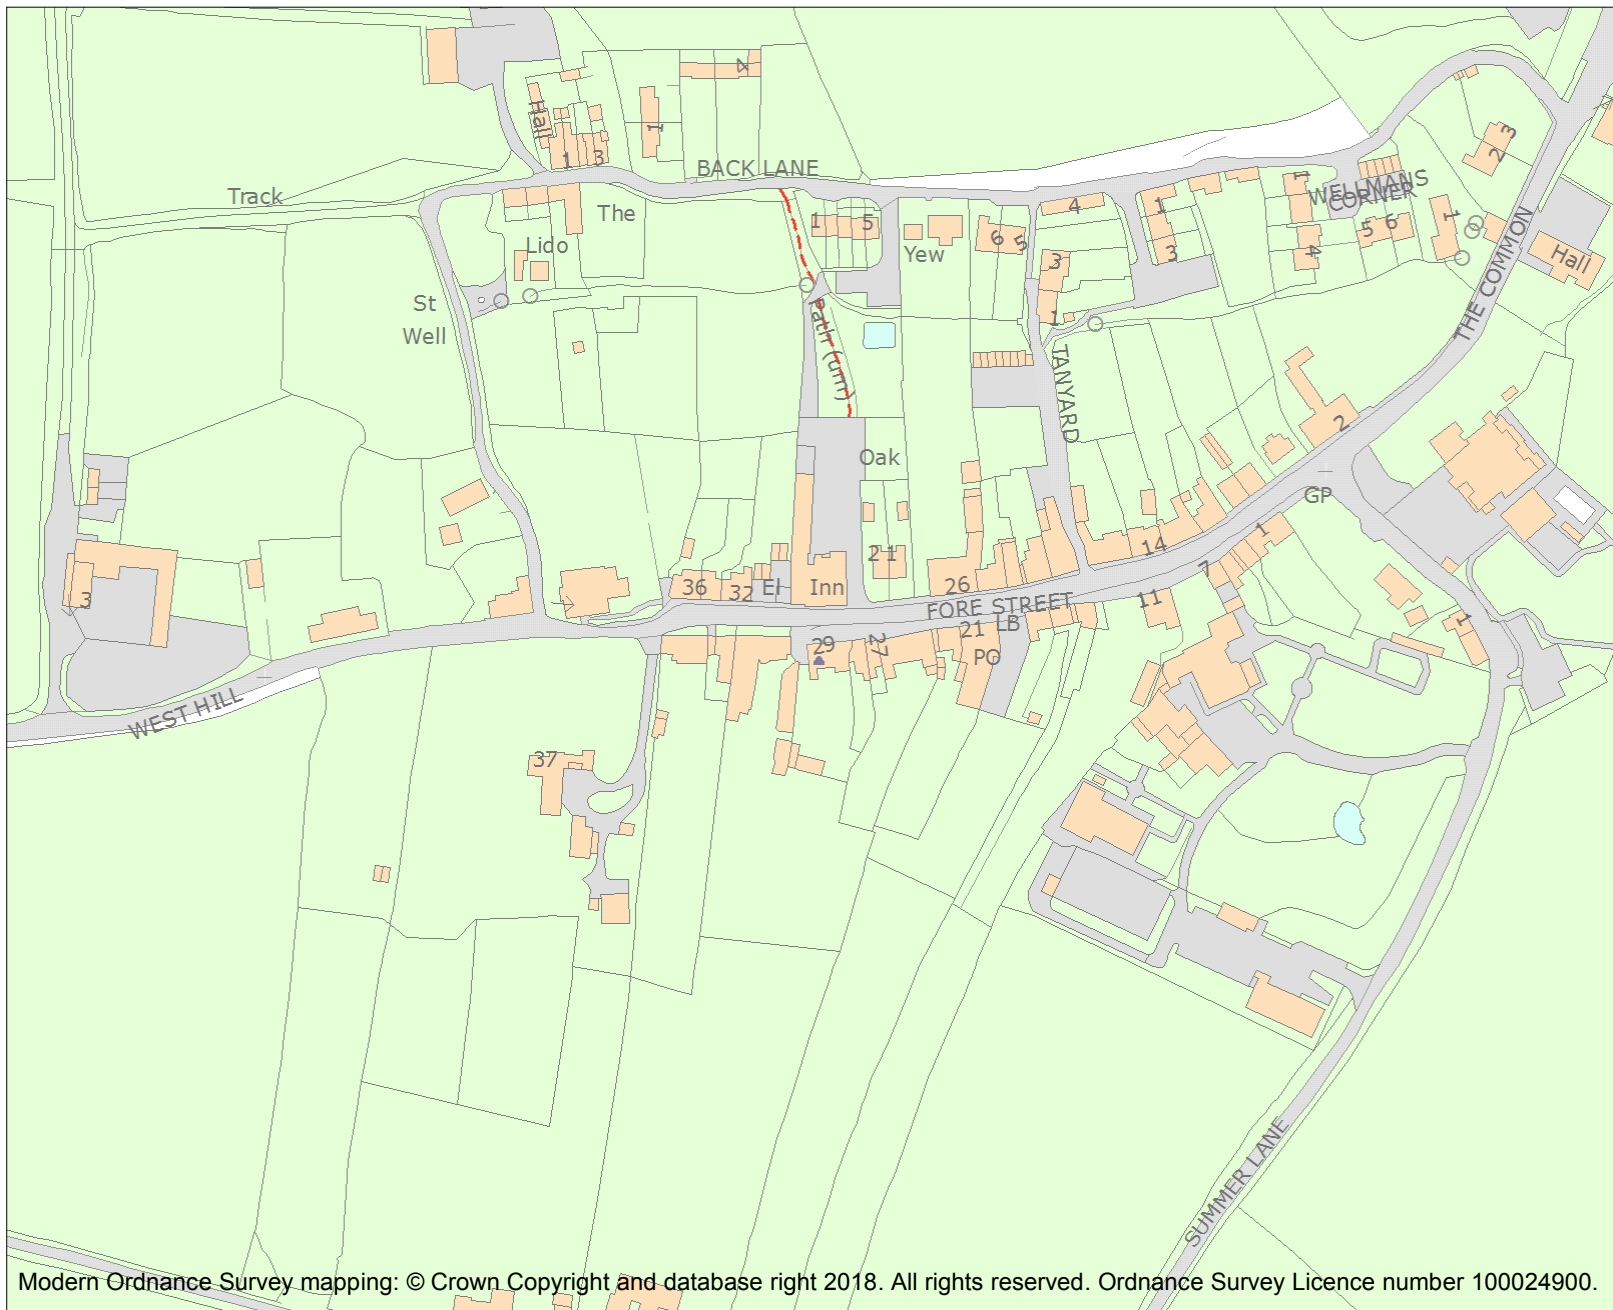 4
Hall
1
1 3
BACK LANE
Track
The
1 5
Lido
Yew
6 5
4
3
1
1
3
1
4
WELLMANS
CORNER
5 6
1
2 3
Hall
THE COMMON
St
Well
Path (um)
TANYARD
Oak
2
GP
3
36 32 El Inn
2 1
26
14
1
7
11
FORE STREET
29
27
21 LB
PO
1
WEST HILL
37
SUMMER LANE
Modern Ordnance Survey mapping: © Crown Copyright and database right 2018. All rights reserved. Ordnance Survey Licence number 100024900.